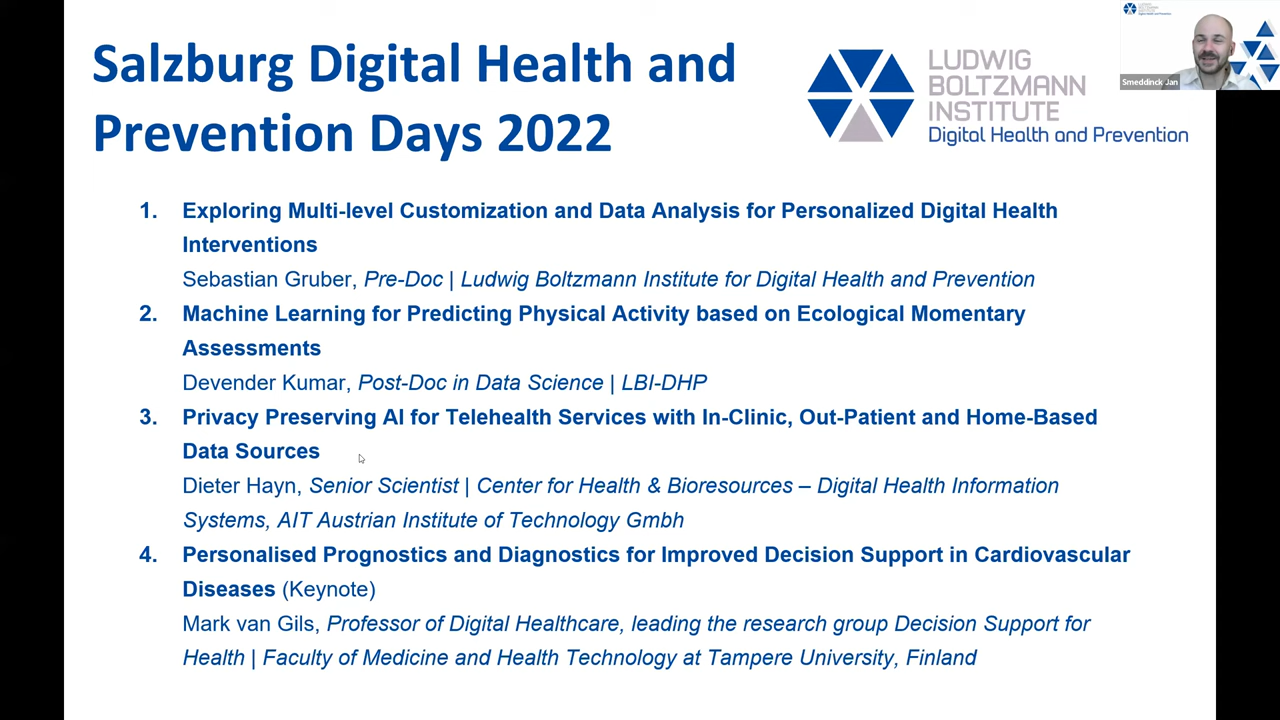 Salzburg Digital Health and
Prevention Days 2022
LUDWIG
BOLTZMANN
INSTITUTE
Digital Health and Prevention
Smeddinck Jan
1. Exploring Multi-level Customization and Data Analysis for Personalized Digital Health
Interventions
Sebastian Gruber, Pre-Doc | Ludwig Boltzmann Institute for Digital Health and Prevention
2. Machine Learning for Predicting Physical Activity based on Ecological Momentary
Assessments
Devender Kumar, Post-Doc in Data Science | LBI-DHP
3. Privacy Preserving AI for Telehealth Services with In-Clinic, Out-Patient and Home-Based
Data Sources
Dieter Hayn, Senior Scientist | Center for Health & Bioresources – Digital Health Information
Systems, AIT Austrian Institute of Technology Gmbh
4. Personalised Prognostics and Diagnostics for Improved Decision Support in Cardiovascular
Diseases (Keynote)
Mark van Gils, Professor of Digital Healthcare, leading the research group Decision Support for
Health | Faculty of Medicine and Health Technology at Tampere University, Finland